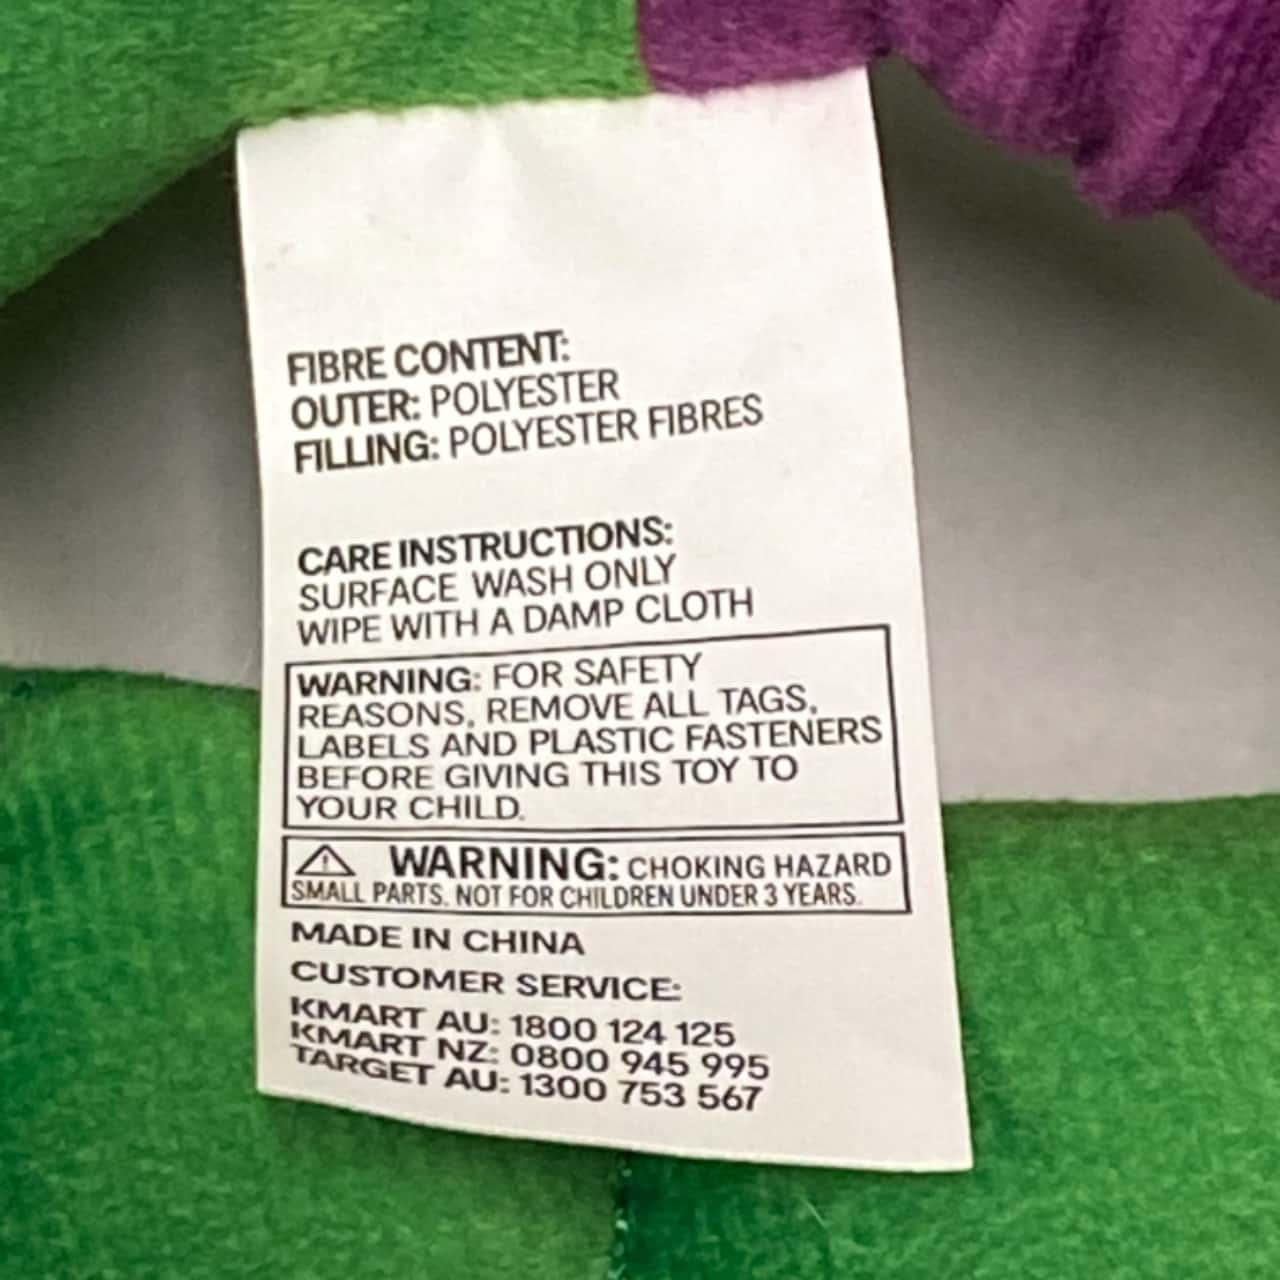 FIBRE CONTENT:
OUTER: POLYESTER
FILLING: POLYESTER FIBRES
CARE INSTRUCTIONS:
SURFACE WASH ONLY
WIPE WITH A DAMP CLOTH
WARNING: FOR SAFETY
REASONS, REMOVE ALL TAGS,
LABELS AND PLASTIC FASTENERS
BEFORE GIVING THIS TOY TO
YOUR CHILD.
WARNING: CHOKING HAZARD
SMALL PARTS. NOT FOR CHILDREN UNDER 3 YEARS.
MADE IN CHINA
CUSTOMER SERVICE:
KMART AU: 1800 124 125
KMART NZ: 0800 945 995
TARGET AU: 1300 753 567